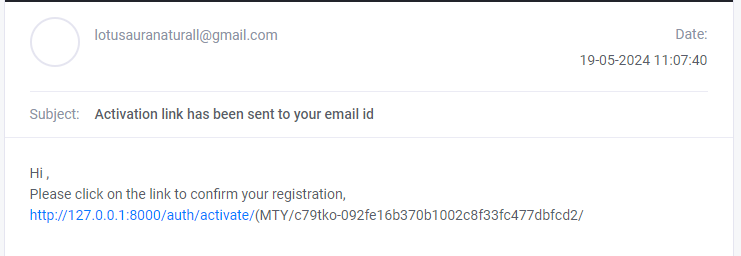 lotusauranaturall@gmail.com
Date:
19-05-2024 11:07:40
Subject: Activation link has been sent to your email id
Hi ,
Please click on the link to confirm your registration,
http://127.0.0.1:8000/auth/activate/(MTY/c79tko-092fe16b370b1002c8f33fc477dbfcd2/